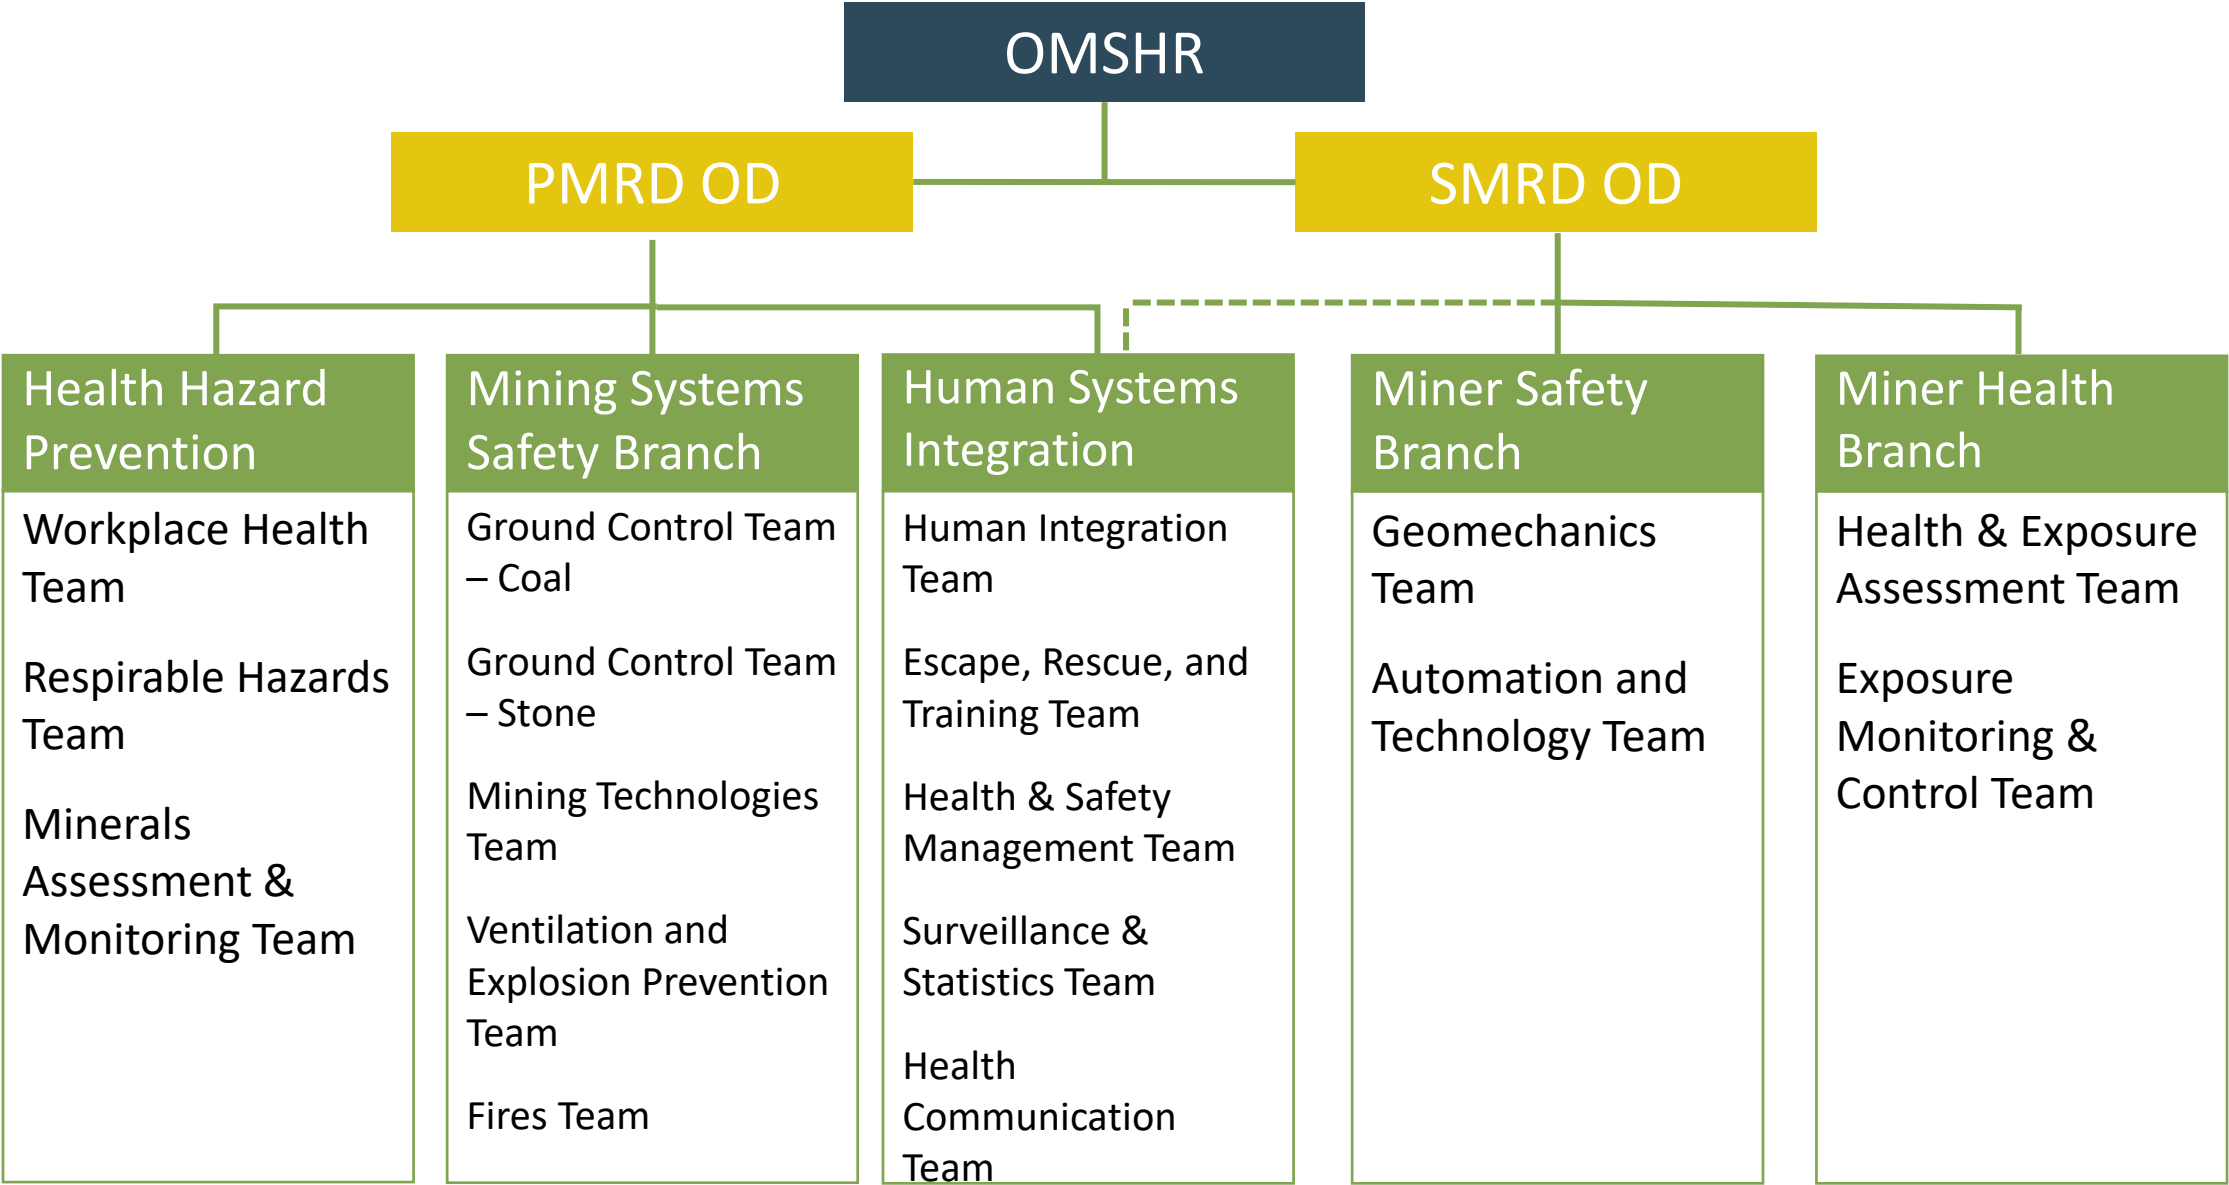 OMSHR
PMRD OD
SMRD OD
Health Hazard
Prevention
Workplace Health
Team
Respirable Hazards
Team
Minerals
Assessment &
Monitoring Team
Mining Systems
Safety Branch
Ground Control Team
– Coal
Ground Control Team
– Stone
Mining Technologies
Team
Ventilation and
Explosion Prevention
Team
Fires Team
Human Systems
Integration
Human Integration
Team
Escape, Rescue, and
Training Team
Health & Safety
Management Team
Surveillance &
Statistics Team
Health
Communication
Team
Miner Safety
Branch
Geomechanics
Team
Automation and
Technology Team
Miner Health
Branch
Health & Exposure
Assessment Team
Exposure
Monitoring &
Control Team